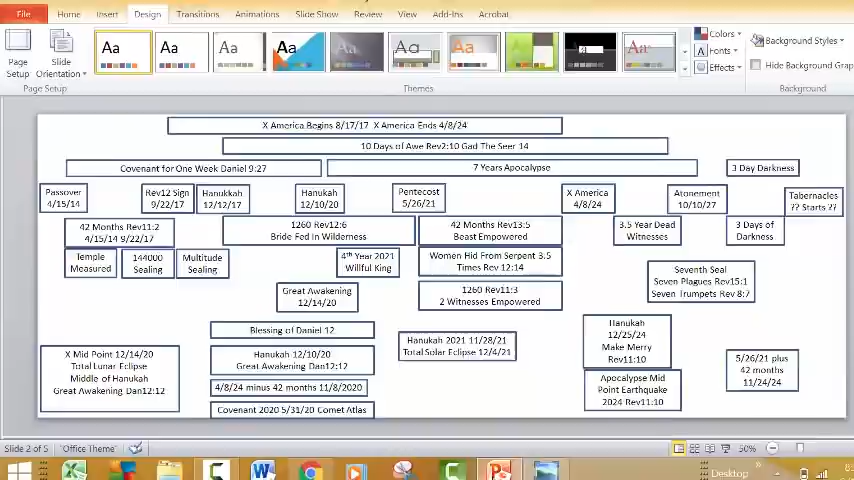 File Home Insert Design Transitions Animations Slide Show Review View Add-Ins Acrobat
Page Setup
Slide Orientation
Aa Aa Aa Aa Aa Aa Aa Aa a Aa
Colors
Fonts
Effects
Background Styles
Hide Background Grap
Page Setup Themes Background
X America Begins 8/17/17 X America Ends 4/8/24
10 Days of Awe Rev2:10 Gad The Seer 14
Covenant for One Week Daniel 9:27
7 Years Apocalypse
3 Day Darkness
Passover
4/15/14
Rev12 Sign
9/22/17
Hanukkah
12/12/17
Hanukah
12/10/20
Pentecost
5/26/21
X America
4/8/24
Atonement
10/10/27
Tabernacles
?? Starts ??
42 Months Rev11:2
4/15/14 9/22/17
1260 Rev12:6
Bride Fed In Wilderness
42 Months Rev13:5
Beast Empowered
3.5 Year Dead
Witnesses
3 Days of
Darkness
Temple
Measured
144000
Sealing
Multitude
Sealing
4th Year 2021
Willful King
Women Hid From Serpent 3.5
Times Rev 12:14
Seventh Seal
Seven Plagues Rev15:1
Seven Trumpets Rev 8:7
Great Awakening
12/14/20
1260 Rev11:3
2 Witnesses Empowered
Blessing of Daniel 12
Hanukah 2021 11/28/21
Total Solar Eclipse 12/4/21
Hanukah
12/25/24
Make Merry
Rev11:10
X Mid Point 12/14/20
Total Lunar Eclipse
Middle of Hanukah
Great Awakening Dan12:12
Hanukah 12/10/20
Great Awakening Dan12:12
5/26/21 plus
42 months
11/24/24
4/8/24 minus 42 months 11/8/2020
Apocalypse Mid
Point Earthquake
2024 Rev11:10
Covenant 2020 5/31/20 Comet Atlas
Slide 2 of 5 "Office Theme" 50%
Desktop